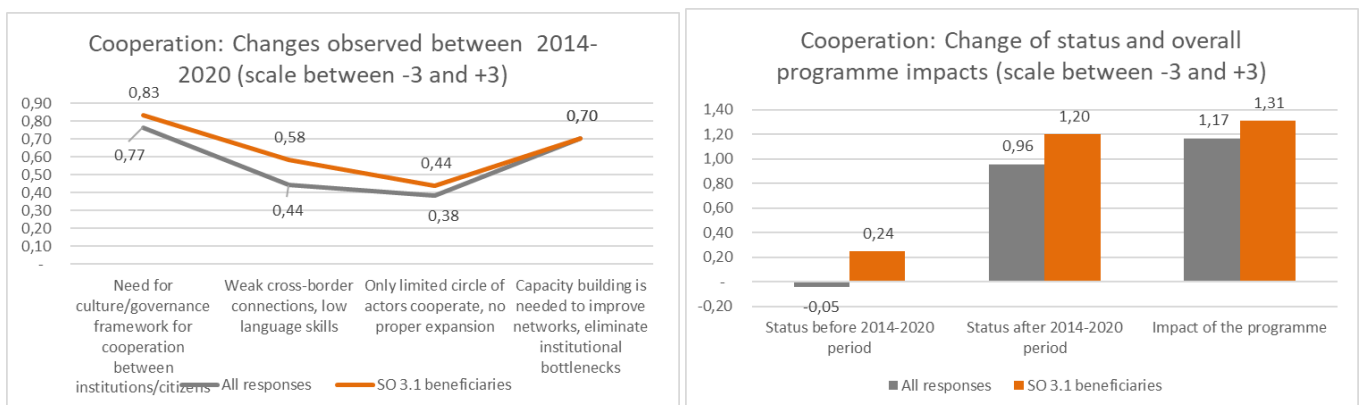 Cooperation: Changes observed between 2014-
2020 (scale between -3 and +3)
0,90
0,80
0,70
0,60
0,50
0,40
0,30
0,20
0,10
-
0,83
0,77
0,58
0,44
0,44
0,38
0,70
Need for
culture/governance
framework for
cooperation
between
institutions/citizens
Weak cross-border
connections, low
language skills
Only limited circle of
actors cooperate, no
proper expansion
Capacity building is
needed to improve
networks, eliminate
institutional
bottlenecks
All responses
SO 3.1 beneficiaries
Cooperation: Change of status and overall
programme impacts (scale between -3 and +3)
1,40
1,20
1,00
0,80
0,60
0,40
0,20
-
-0,20
-0,05
0,24
0,96
1,20
1,17
1,31
Status before 2014-2020
period
Status after 2014-2020
period
Impact of the programme
All responses
SO 3.1 beneficiaries